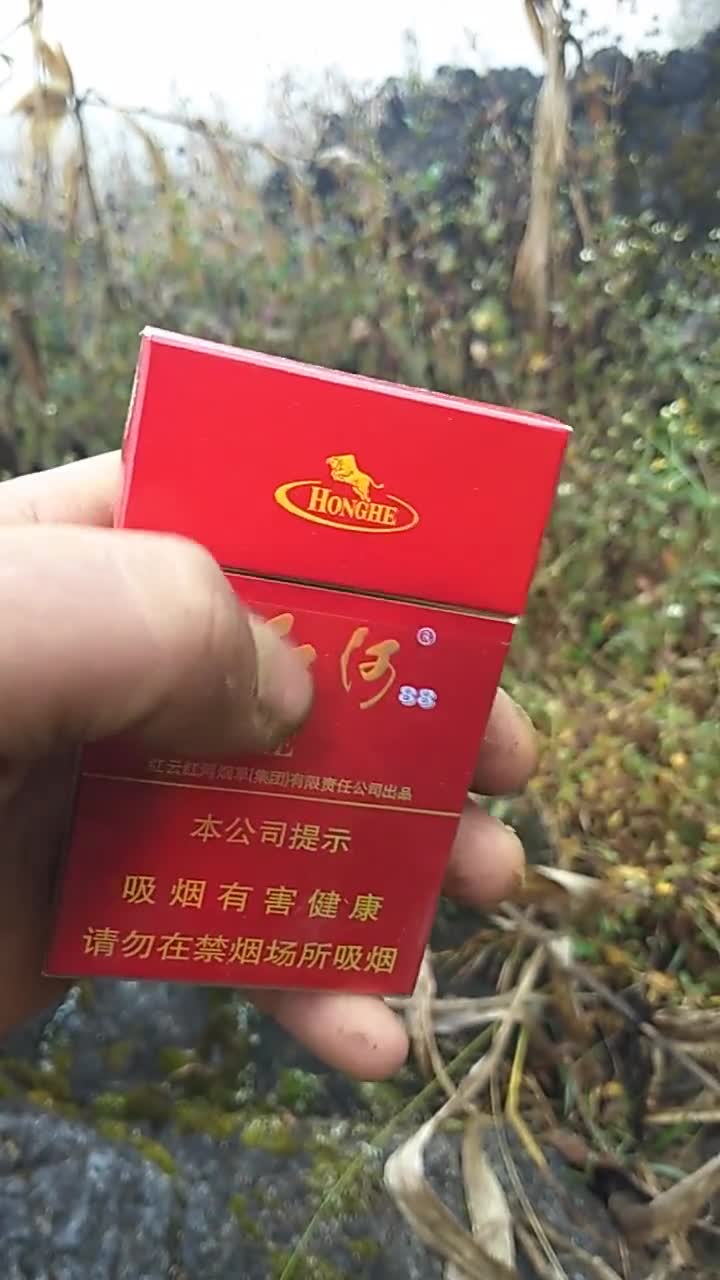 HONGHE
河®
88
红云红河烟草(集团)有限责任公司出品
本公司提示
吸烟有害健康
请勿在禁烟场所吸烟